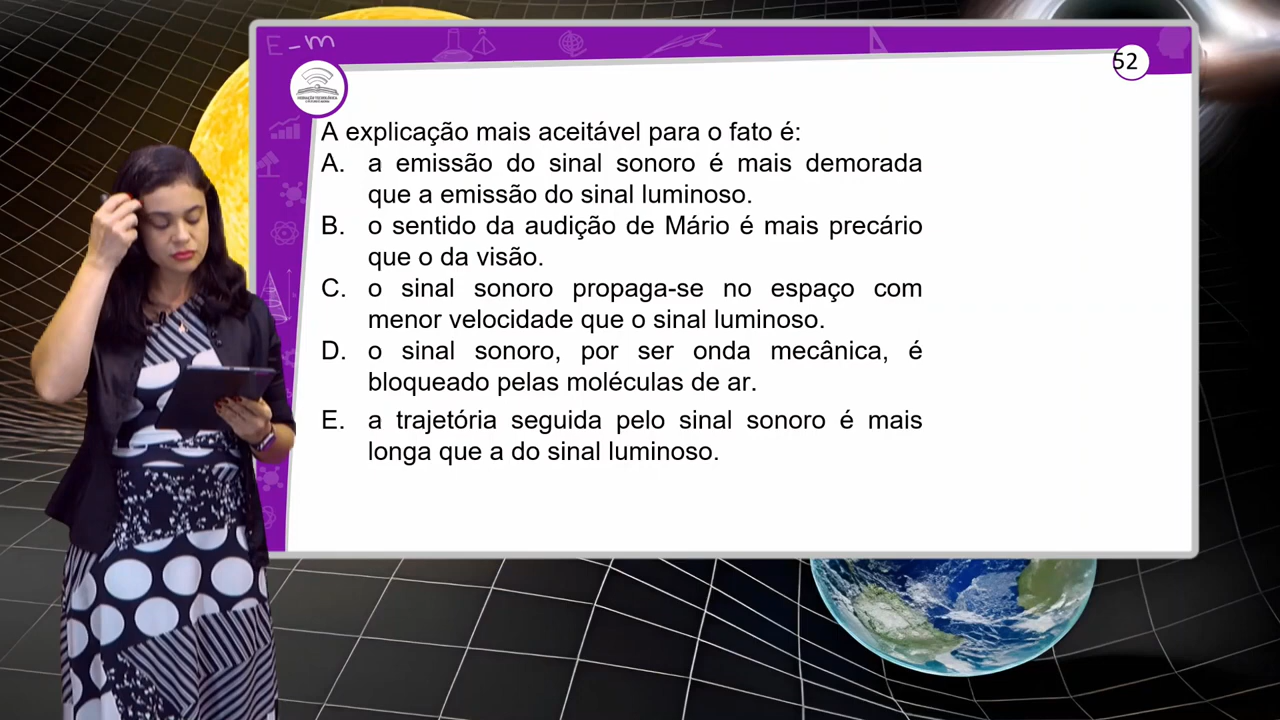 E-m
52
A explicação mais aceitável para o fato é:
A. a emissão do sinal sonoro é mais demorada
que a emissão do sinal luminoso.
B. o sentido da audição de Mário é mais precário
que o da visão.
C. o sinal sonoro propaga-se no espaço com
menor velocidade que o sinal luminoso.
D. o sinal sonoro, por ser onda mecânica, é
bloqueado pelas moléculas de ar.
E. a trajetória seguida pelo sinal sonoro é mais
longa que a do sinal luminoso.